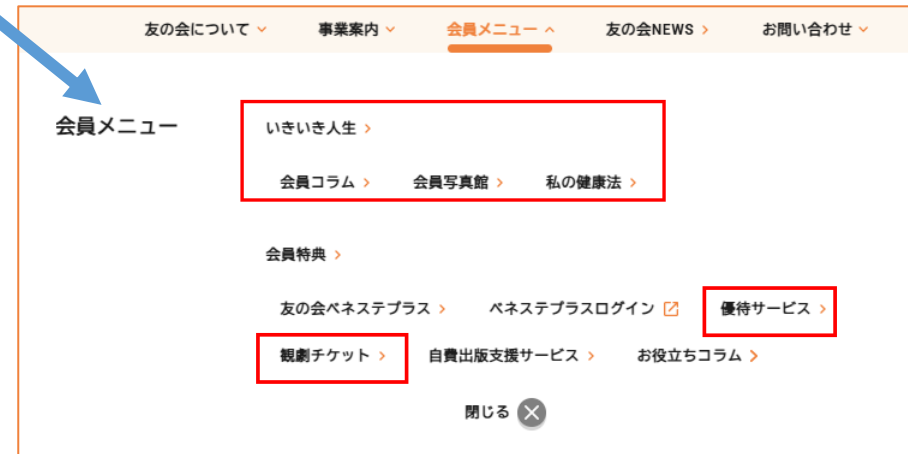 友の会について 事業案内 会員メニュー 友の会NEWS お問い合わせ
会員メニュー いきいき人生
会員コラム 会員写真館 私の健康法
会員特典
友の会ベネステプラス ベネステプラスログイン 優待サービス
観劇チケット 自費出版支援サービス お役立ちコラム
閉じる